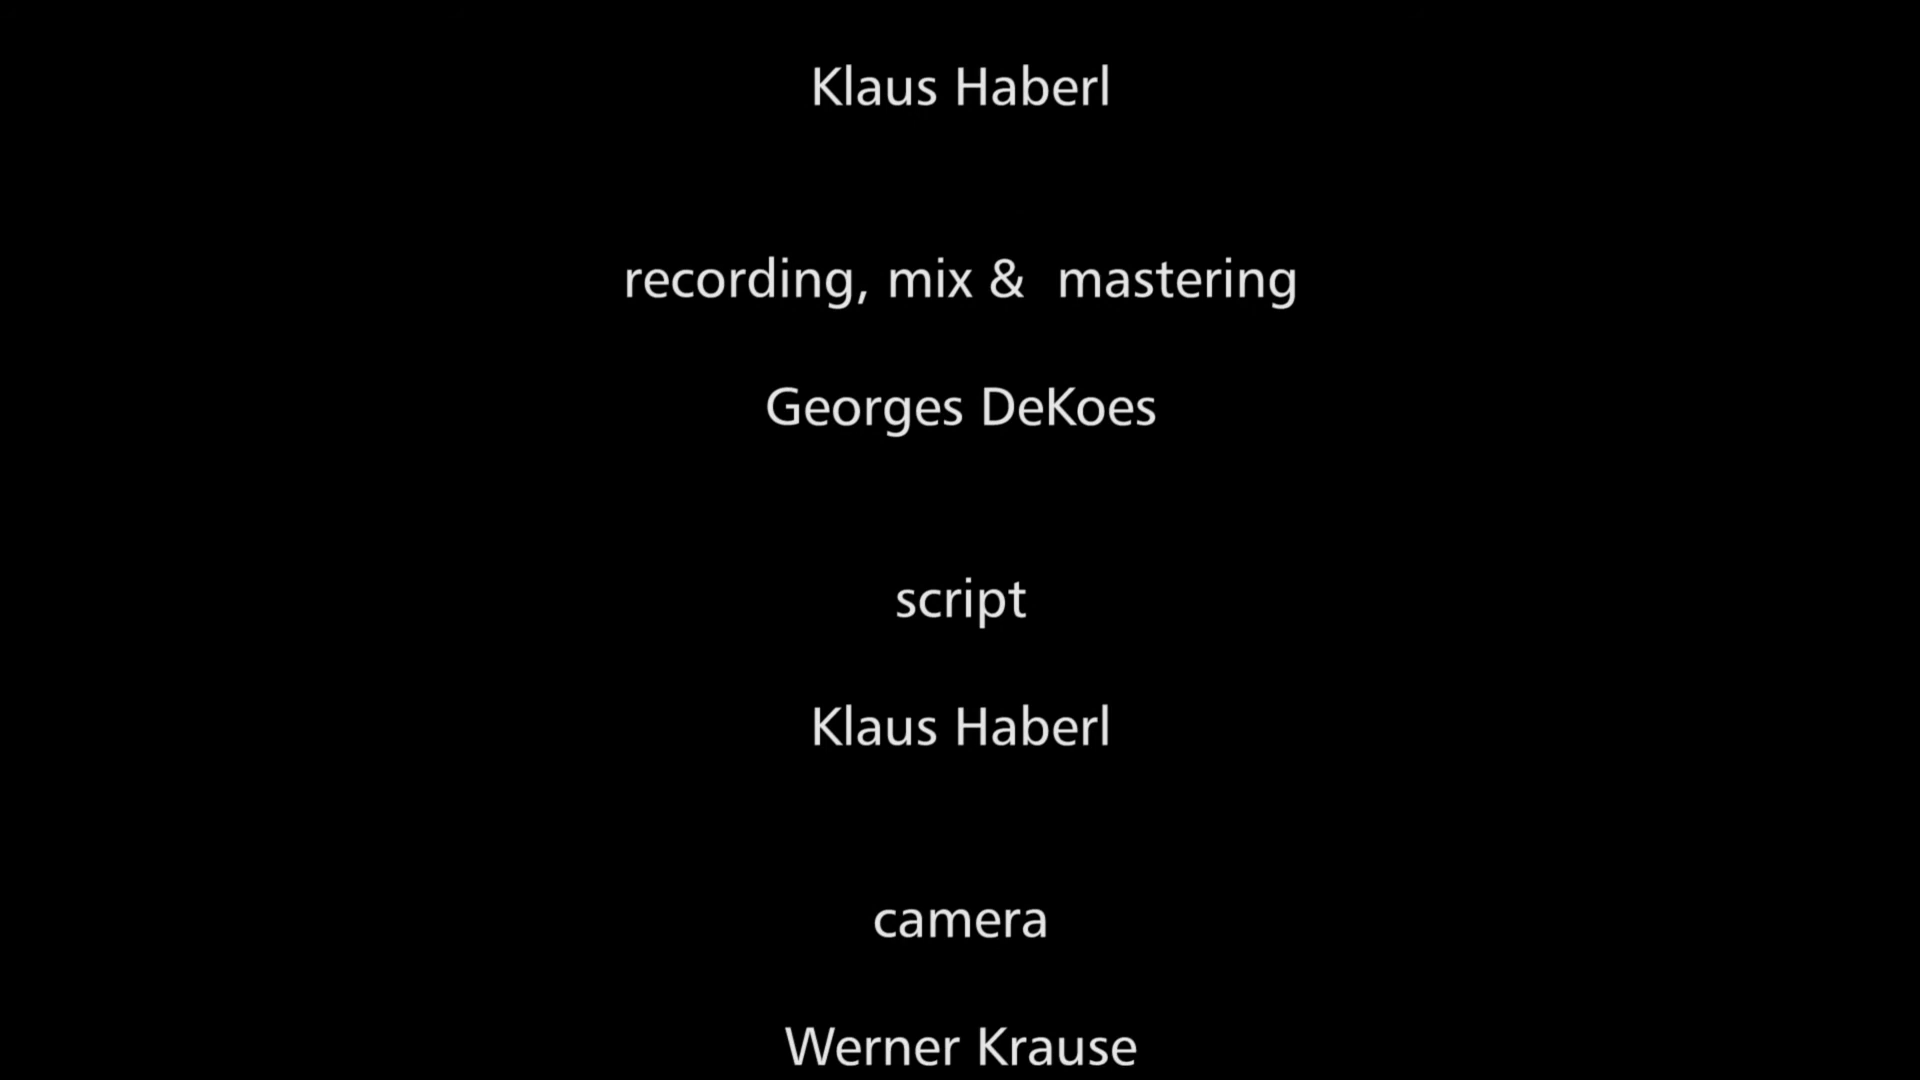 Klaus Haberl
recording, mix &  mastering
Georges DeKoes
script
Klaus Haberl
camera
Werner Krause